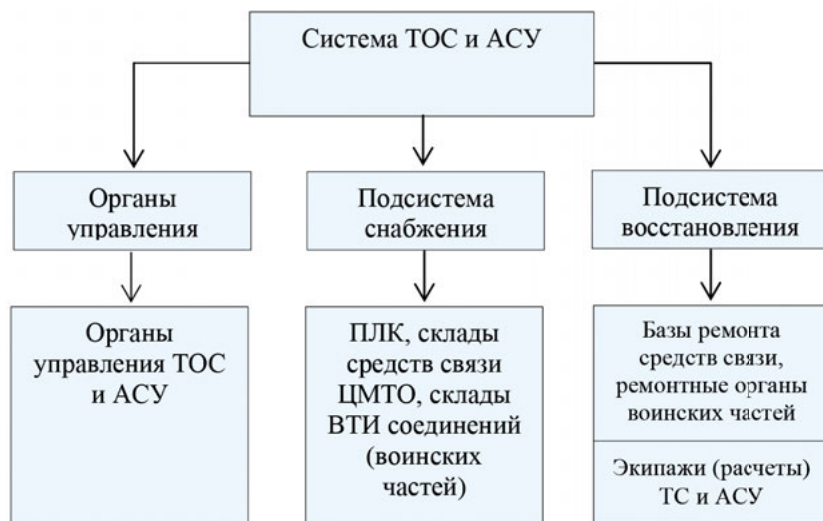 Система ТОС и АСУ
Органы
управления
Подсистема
снабжения
Подсистема
восстановления
Органы
управления ТОС
и АСУ
ПЛК, склады
средств связи
ЦМТО, склады
ВТИ соединений
(воинских
частей)
Базы ремонта
средств связи,
ремонтные органы
воинских частей
Экипажи (расчеты)
ТС и АСУ